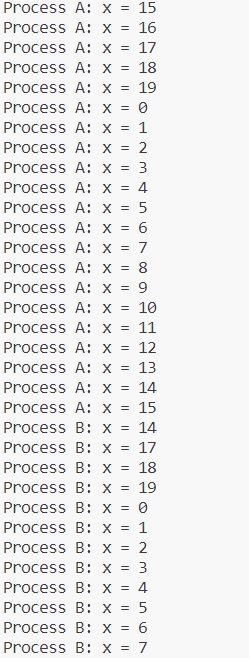 Process A: x = 15
Process A: x = 16
Process A: x = 17
Process A: x = 18
Process A: x = 19
Process A: x = 0
Process A: x = 1
Process A: x = 2
Process A: x = 3
Process A: x = 4
Process A: x = 5
Process A: x = 6
Process A: x = 7
Process A: x = 8
Process A: x = 9
Process A: x = 10
Process A: x = 11
Process A: x = 12
Process A: x = 13
Process A: x = 14
Process A: x = 15
Process B: x = 14
Process B: x = 17
Process B: x = 18
Process B: x = 19
Process B: x = 0
Process B: x = 1
Process B: x = 2
Process B: x = 3
Process B: x = 4
Process B: x = 5
Process B: x = 6
Process B: x = 7